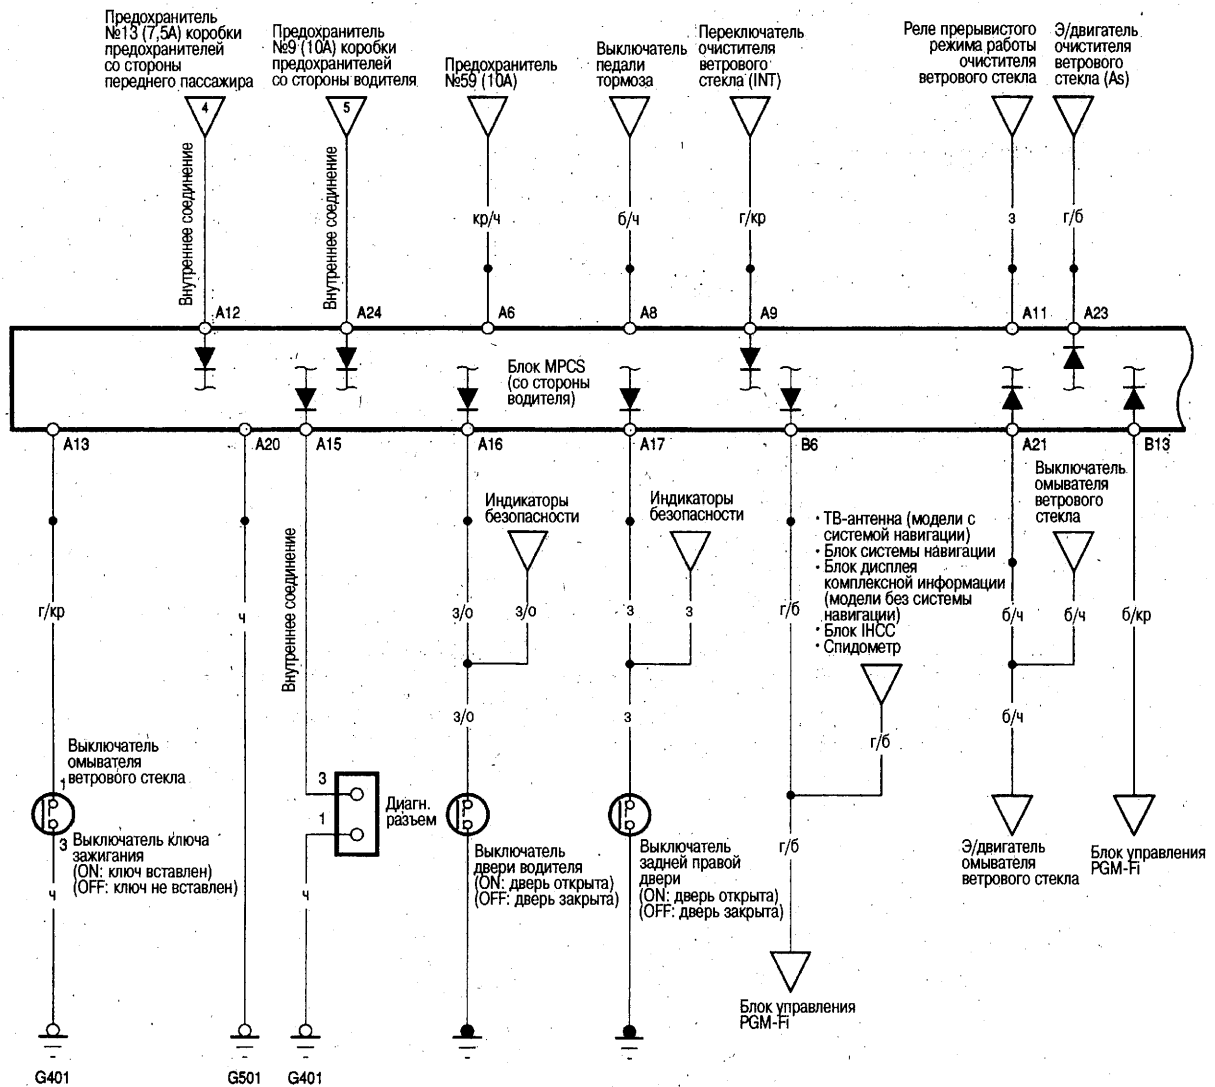 Предохранитель
№13 (7,5А) коробки
предохранителей
со стороны
переднего пассажира
Предохранитель
№9 (10А) коробки
предохранителей
со стороны водителя
Предохранитель
№59 (10А)
Выключатель
педали
тормоза
Переключатель
очистителя
ветрового
стекла (INT)
Реле прерывистого
режима работы
очистителя
ветрового стекла
Э/двигатель
очистителя
ветрового
стекла (As)
4
5
Внутреннее соединение
Внутреннее соединение
кр/ч
б/ч
г/кр
з
г/б
A12
A24
A6
A8
A9
A11
A23
Блок MPCS
(со стороны
водителя)
A13
A20
A15
A16
A17
B6
A21
B13
Индикаторы
безопасности
Индикаторы
безопасности
· ТВ-антенна (модели с
системой навигации)
· Блок системы навигации
· Блок дисплея
комплексной информации
(модели без системы
навигации)
· Блок IHCC
· Спидометр
Выключатель
омывателя
ветрового
стекла
Внутреннее соединение
г/кр
ч
з/о
з/о
з
з
г/б
б/ч
б/ч
б/кр
з/о
з
г/б
б/ч
Выключатель
омывателя
ветрового стекла
1
3
Выключатель ключа
зажигания
(ON: ключ вставлен)
(OFF: ключ не вставлен)
3
1
Диагн.
разъем
Выключатель
двери водителя
(ON: дверь открыта)
(OFF: дверь закрыта)
Выключатель
задней правой
двери
(ON: дверь открыта)
(OFF: дверь закрыта)
г/б
Э/двигатель
омывателя
ветрового стекла
Блок управления
PGM-Fi
ч
ч
Блок управления
PGM-Fi
G401
G501
G401